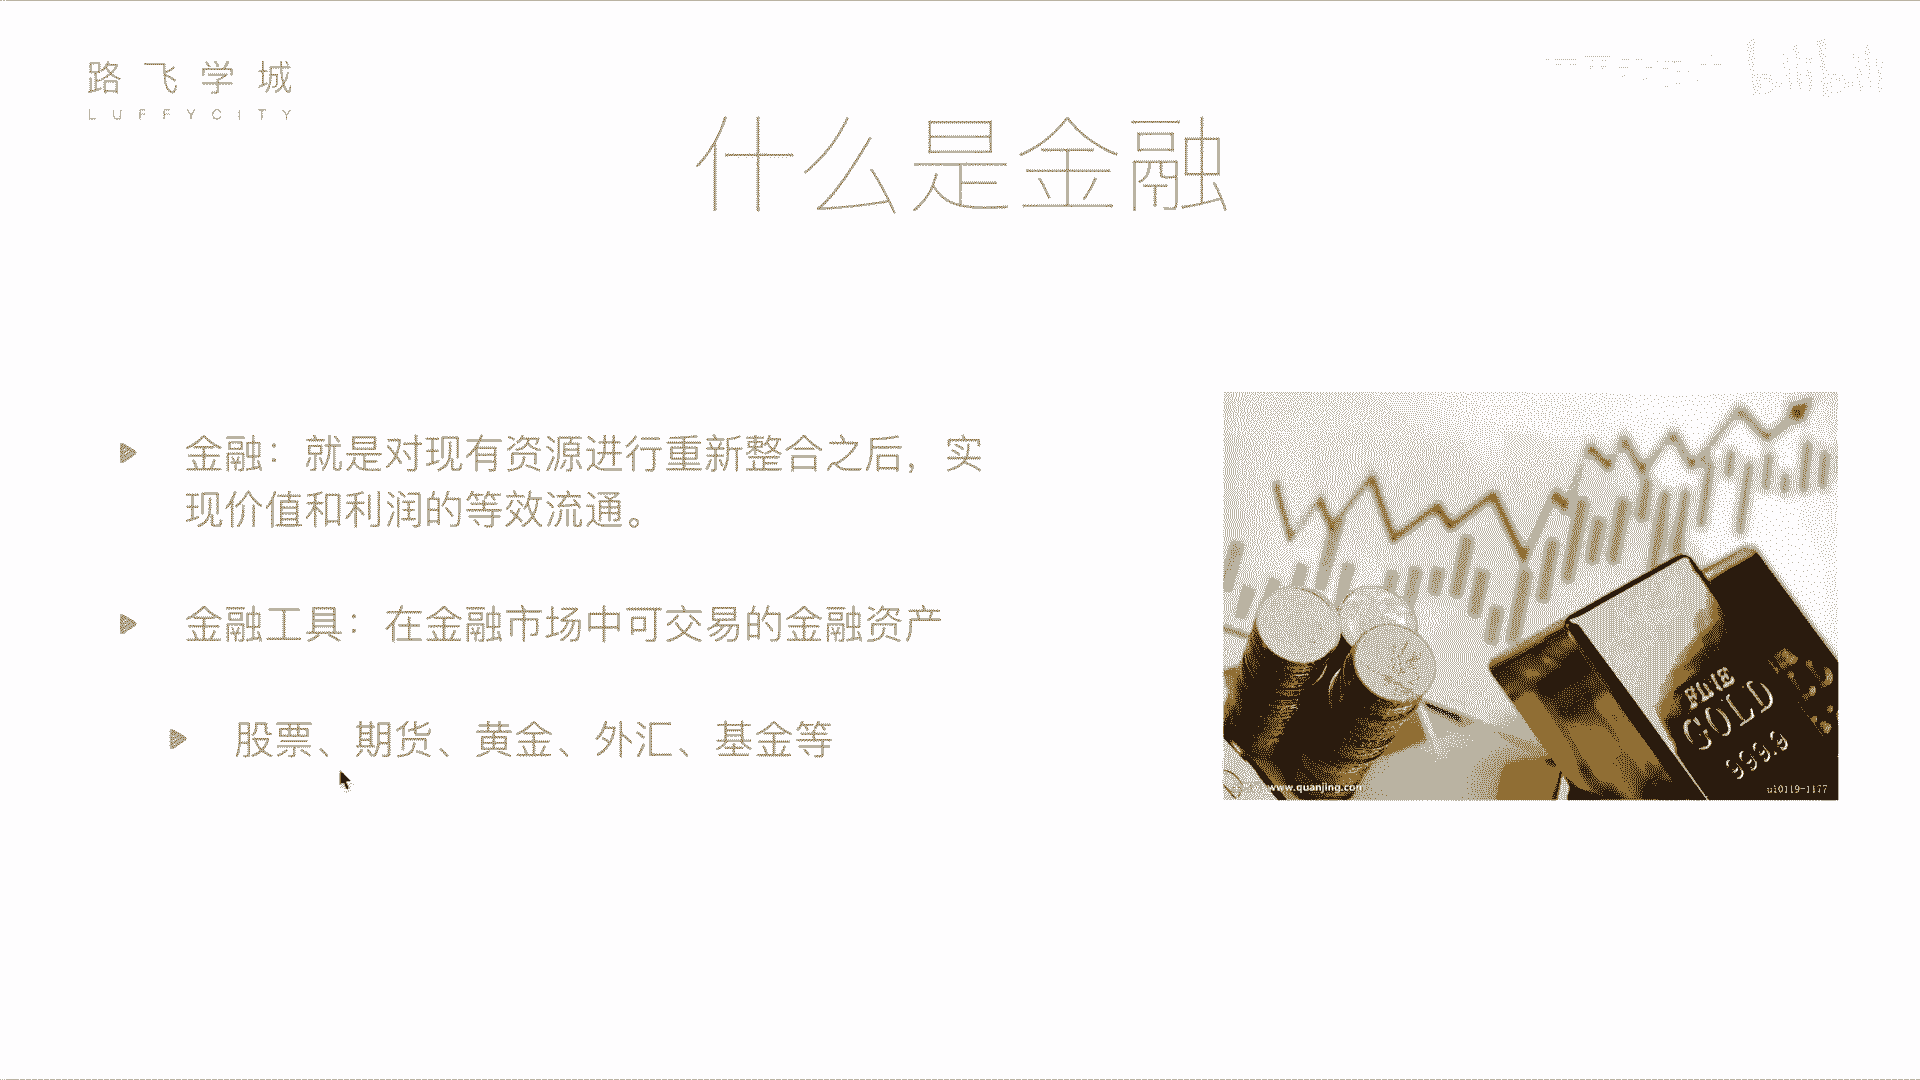 路飞学城
LUFFYCITY
bilibili
什么是金融
金融：就是对现有资源进行重新整合之后，实
现价值和利润的等效流通。
金融工具：在金融市场中可交易的金融资产
股票、期货、黄金、外汇、基金等
FINE
GOLD
999.9
www.quanjing.com
ul0119-1177